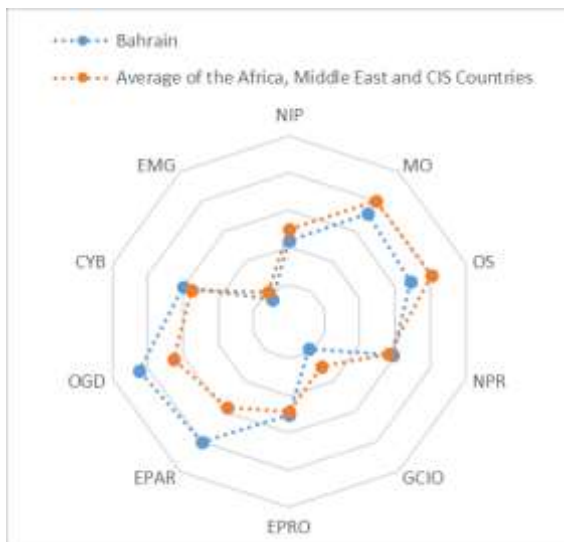 Bahrain
Average of the Africa, Middle East and CIS Countries
NIP
EMG
MO
CYB
OS
OGD
NPR
EPAR
GCIO
EPRO